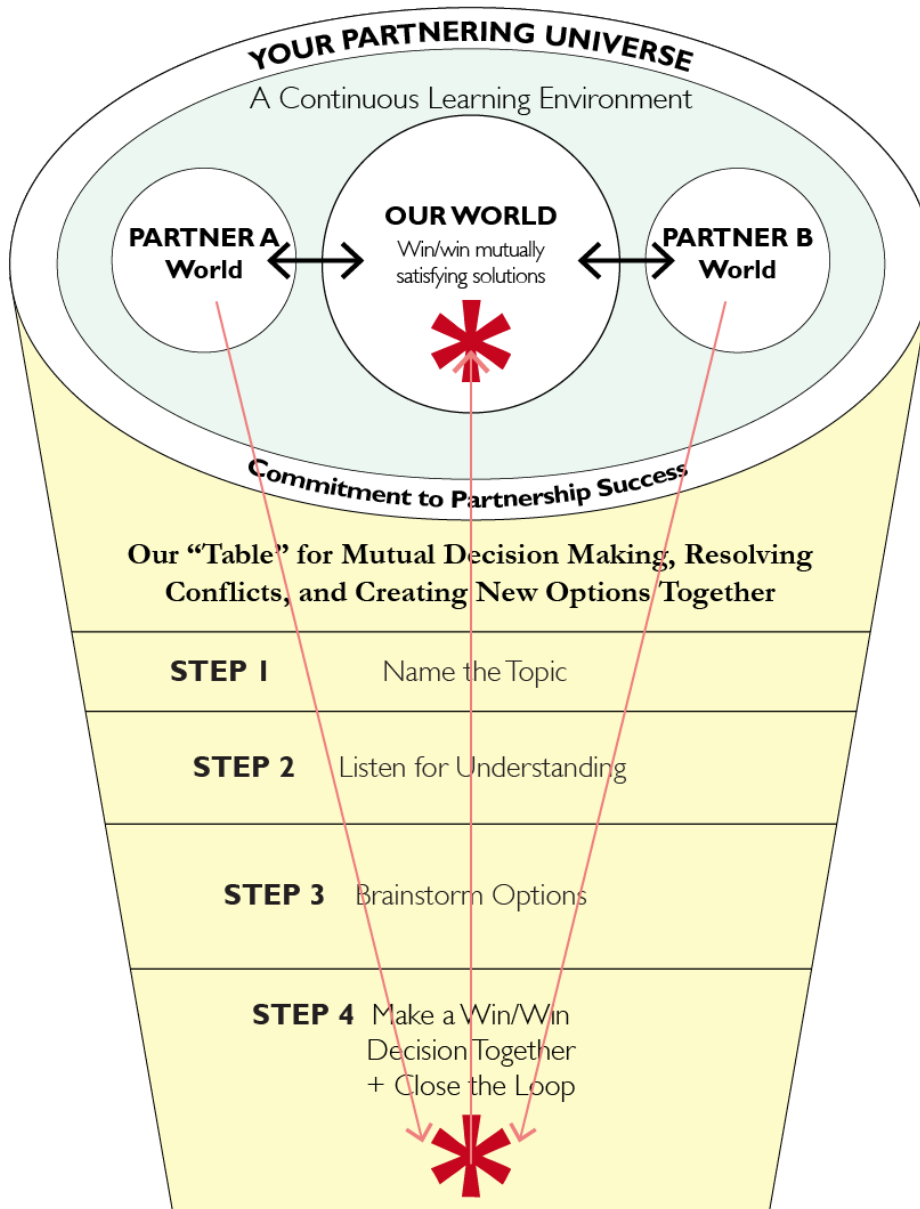 YOUR PARTNERING UNIVERSE
A Continuous Learning Environment
PARTNER A
World
OUR WORLD
Win/win mutually
satisfying solutions
PARTNER B
World
Commitment to Partnership Success
Our “Table” for Mutual Decision Making, Resolving
Conflicts, and Creating New Options Together
STEP 1 Name the Topic
STEP 2 Listen for Understanding
STEP 3 Brainstorm Options
STEP 4 Make a Win/Win
Decision Together
+ Close the Loop